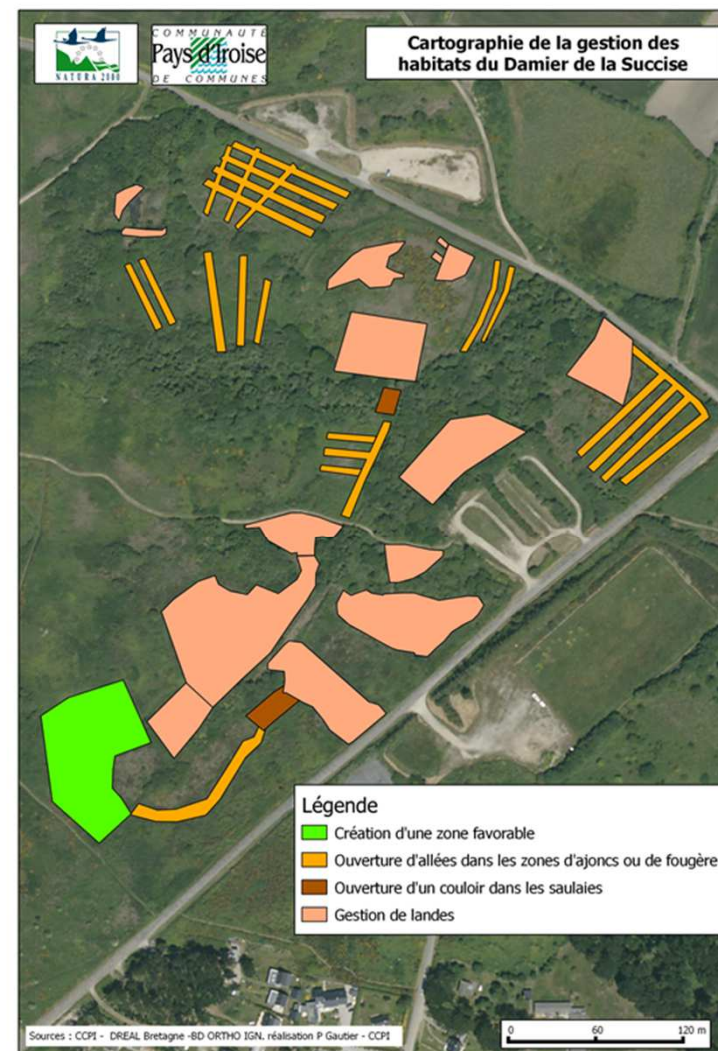 NATURA 2000
COMMUNAUTÉ
Pays d'Iroise
DE COMMUNES
Cartographie de la gestion des
habitats du Damier de la Succise
Légende
Création d'une zone favorable
Ouverture d'allées dans les zones d'ajoncs ou de fougère
Ouverture d'un couloir dans les saulaies
Gestion de landes
Sources : CCPI - DREAL Bretagne -BD ORTHO IGN. réalisation P Gautier - CCPI
0 60 120 m